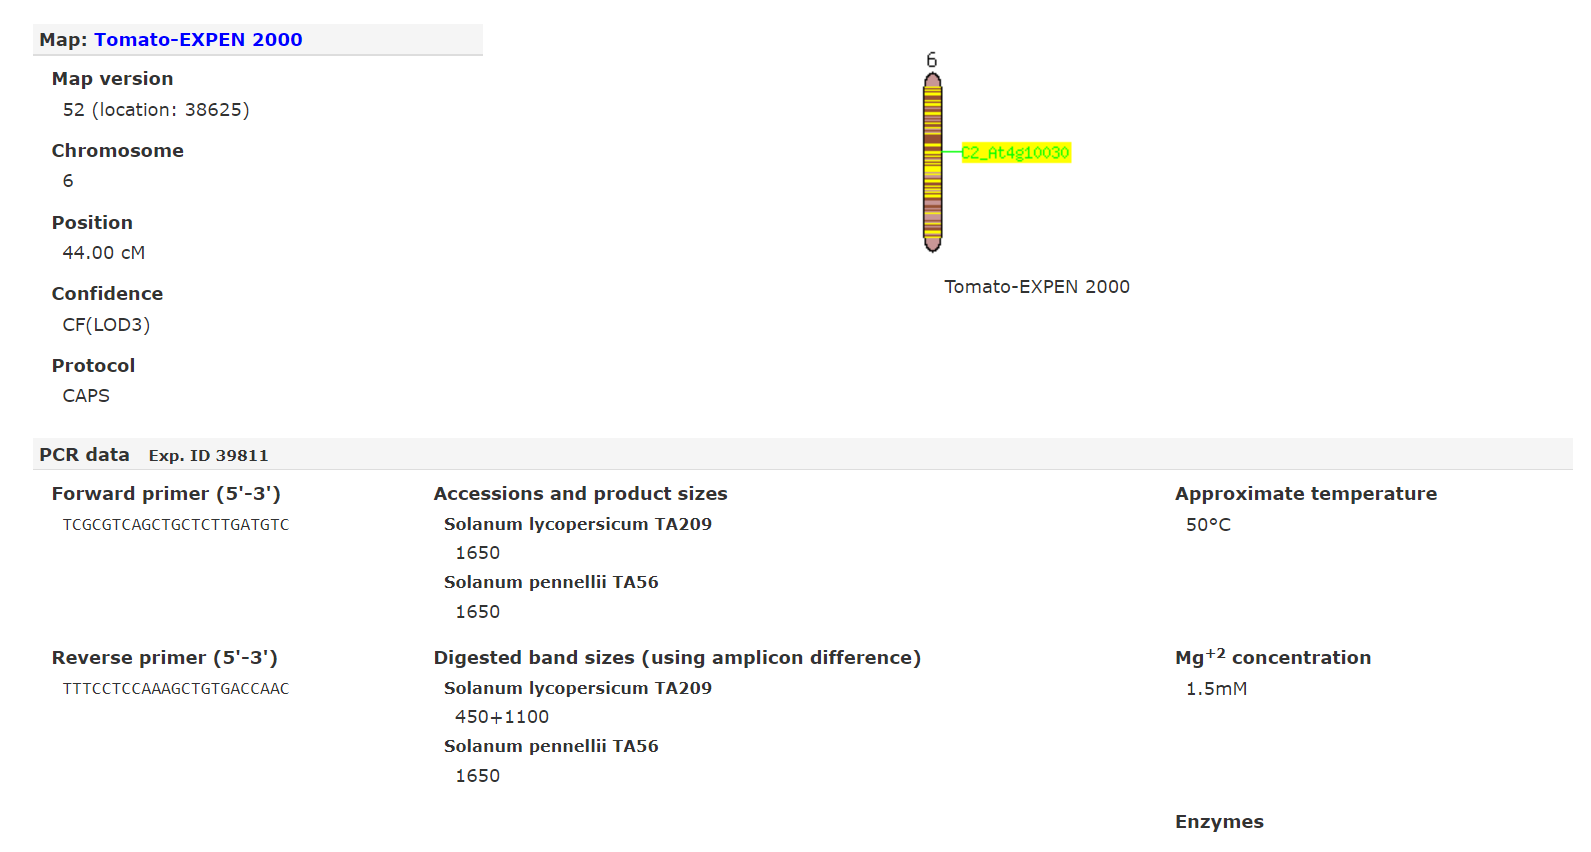 Map: Tomato-EXPEN 2000
Map version
52 (location: 38625)
Chromosome
6
Position
44.00 cM
Confidence
CF(LOD3)
Protocol
CAPS
6
C2_At4g10030
Tomato-EXPEN 2000
PCR data Exp. ID 39811
Forward primer (5'-3')
TCGCGTCAGCTGCTCTTGATGTC
Accessions and product sizes
Solanum lycopersicum TA209
1650
Solanum pennellii TA56
1650
Approximate temperature
50°C
Reverse primer (5'-3')
TTTCCTCCAAAGCTGTGACCAAC
Digested band sizes (using amplicon difference)
Solanum lycopersicum TA209
450+1100
Solanum pennellii TA56
1650
Mg+2 concentration
1.5mM
Enzymes